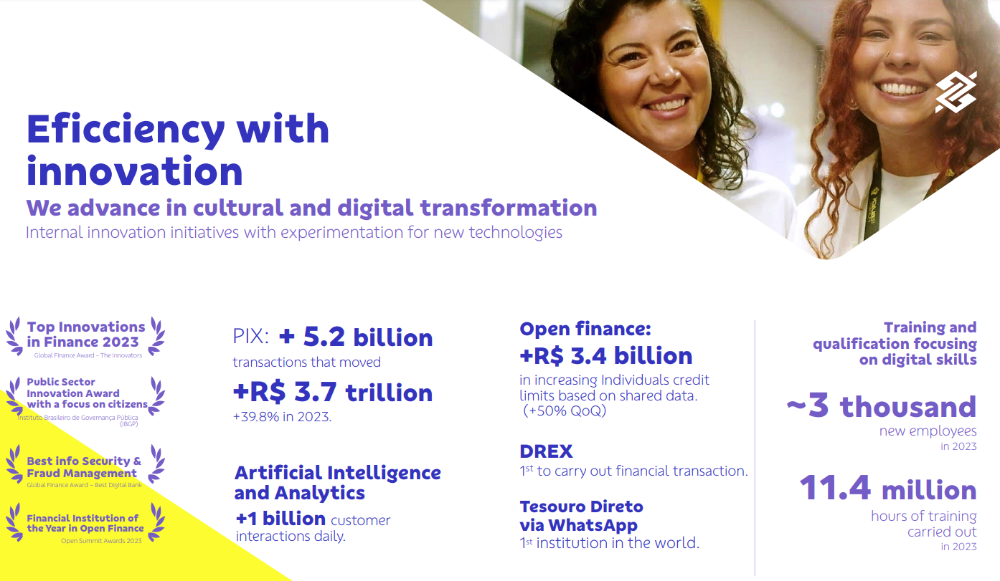 Eficciency with
innovation
We advance in cultural and digital transformation
Internal innovation initiatives with experimentation for new technologies
Top Innovations
in Finance 2023
Global Finance Award – The Innovators
Public Sector
Innovation Award
with a focus on citizens
Instituto Brasileiro de Governança Pública
(IBGP)
Best info Security &
Fraud Management
Global Finance Award – Best Digital Bank
Financial Institution of
the Year in Open Finance
Open Summit Awards 2023
PIX: + 5.2 billion
transactions that moved
+R$ 3.7 trillion
+39.8% in 2023.
Artificial Intelligence
and Analytics
+1 billion customer
interactions daily.
Open finance:
+R$ 3.4 billion
in increasing Individuals credit
limits based on shared data.
(+50% QoQ)
DREX
1st to carry out financial transaction.
Tesouro Direto
via WhatsApp
1st institution in the world.
Training and
qualification focusing
on digital skills
~3 thousand
new employees
in 2023
11.4 million
hours of training
carried out
in 2023